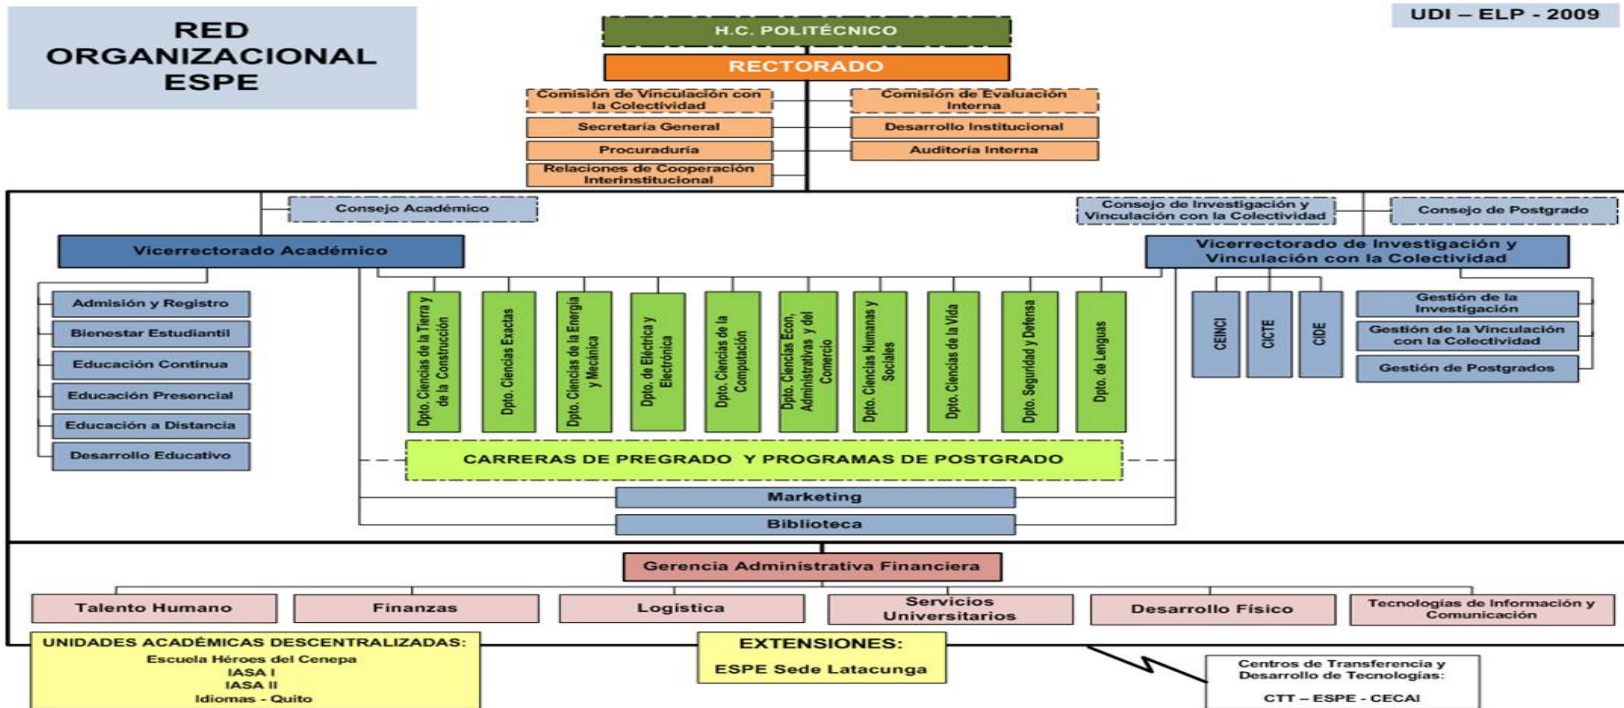 RED
ORGANIZACIONAL
ESPE
UDI – ELP - 2009
H.C. POLITÉCNICO
RECTORADO
Comisión de Vinculación con
la Colectividad
Comisión de Evaluación
Interna
Secretaría General
Desarrollo Institucional
Procuraduría
Auditoría Interna
Relaciones de Cooperación
Interinstitucional
Consejo Académico
Consejo de Investigación y
Vinculación con la Colectividad
Consejo de Postgrado
Vicerrectorado Académico
Vicerrectorado de Investigación y
Vinculación con la Colectividad
Admisión y Registro
Bienestar Estudiantil
Educación Continua
Educación Presencial
Educación a Distancia
Desarrollo Educativo
Dpto. Ciencias de la Tierra y
de la Construcción
Dpto. Ciencias Exactas
Dpto. Ciencias de la Energía
y Mecánica
Dpto. de Eléctrica y
Electrónica
Dpto. Ciencias de la
Computación
Dpto. Ciencias Econ,
Administrativas y del
Comercio
Dpto. Ciencias Humanas y
Sociales
Dpto. Ciencias de la Vida
Dpto. Seguridad y Defensa
Dpto. de Lenguas
CEINCI
CICTE
CIDE
Gestión de la
Investigación
Gestión de la Vinculación
con la Colectividad
Gestión de Postgrados
CARRERAS DE PREGRADO Y PROGRAMAS DE POSTGRADO
Marketing
Biblioteca
Gerencia Administrativa Financiera
Talento Humano
Finanzas
Logística
Servicios
Universitarios
Desarrollo Físico
Tecnologías de Información y
Comunicación
UNIDADES ACADÉMICAS DESCENTRALIZADAS:
Escuela Héroes del Cenepa
IASA I
IASA II
Idiomas - Quito
EXTENSIONES:
ESPE Sede Latacunga
Centros de Transferencia y
Desarrollo de Tecnologías:
CTT – ESPE - CECAI